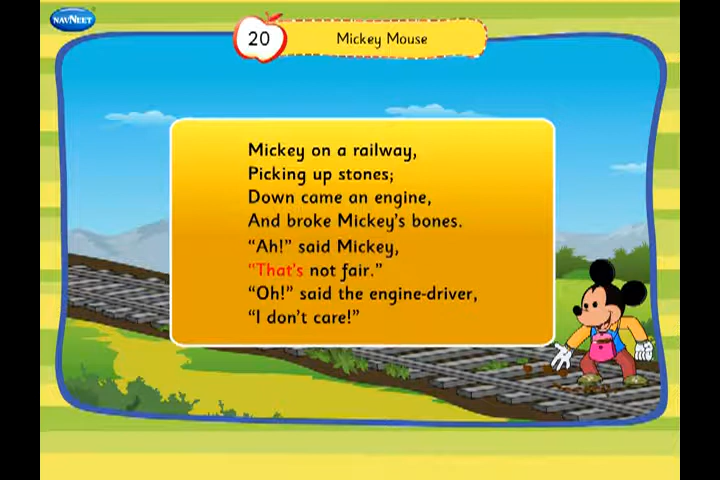 NAVNEET
20
Mickey Mouse
Mickey on a railway,
Picking up stones;
Down came an engine,
And broke Mickey's bones.
“Ah!” said Mickey,
“That's not fair.”
“Oh!” said the engine-driver,
“I don't care!”